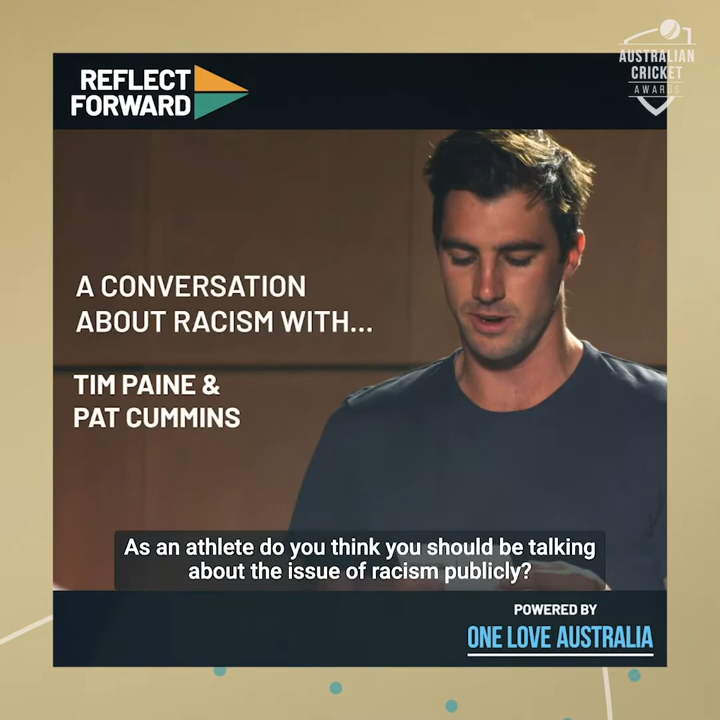 REFLECT
FORWARD
AUSTRALIAN
CRICKET
AWARDS
A CONVERSATION
ABOUT RACISM WITH...
TIM PAINE &
PAT CUMMINS
As an athlete do you think you should be talking
about the issue of racism publicly?
POWERED BY
ONE LOVE AUSTRALIA